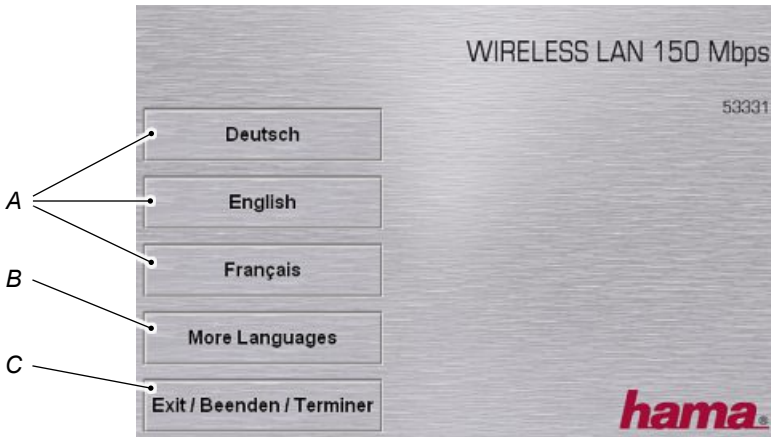 WIRELESS LAN 150 Mbps
53331
Deutsch
A
English
Français
B
More Languages
C
Exit / Beenden / Terminer
hama®